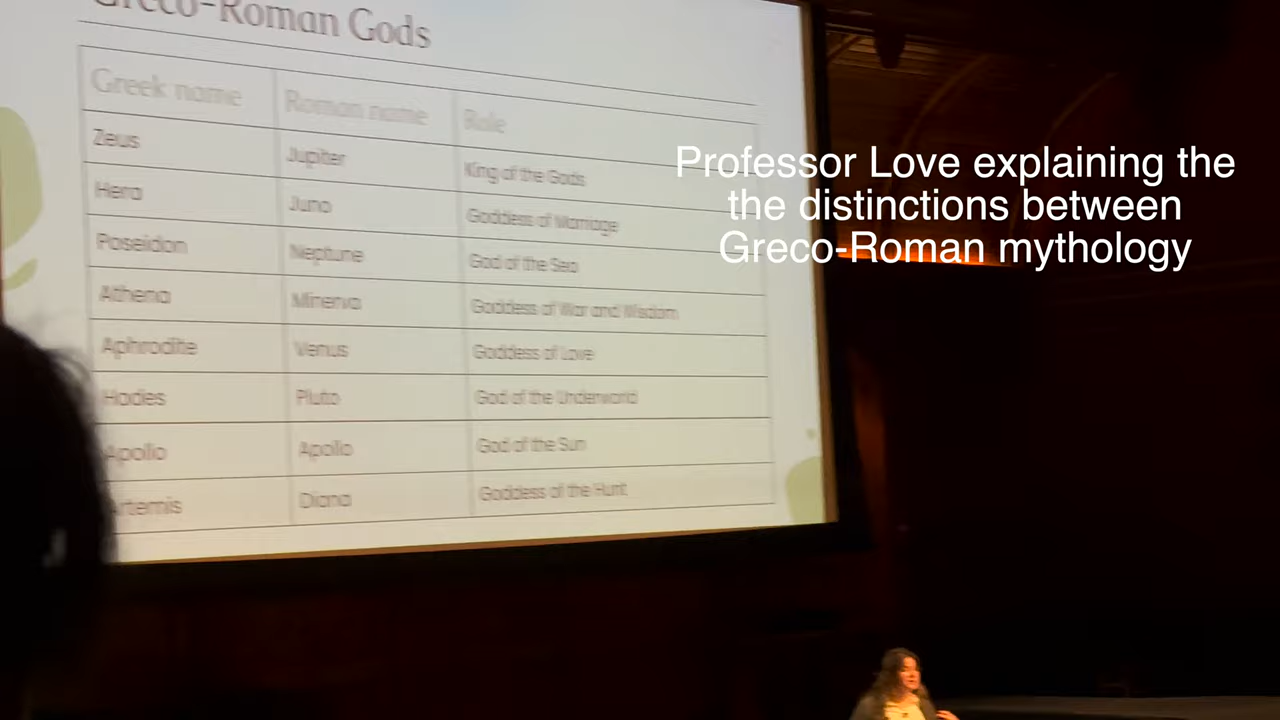 Greco-Roman Gods
Greek name Roman name Role
Zeus Jupiter King of the Gods
Hera Juno Goddess of Marriage
Poseidon Neptune God of the Sea
Athena Minerva Goddess of War and Wisdom
Aphrodite Venus Goddess of Love
Hades Pluto God of the Underworld
Apollo Apollo God of the Sun
Artemis Diana Goddess of the Hunt
Professor Love explaining the
the distinctions between
Greco-Roman mythology